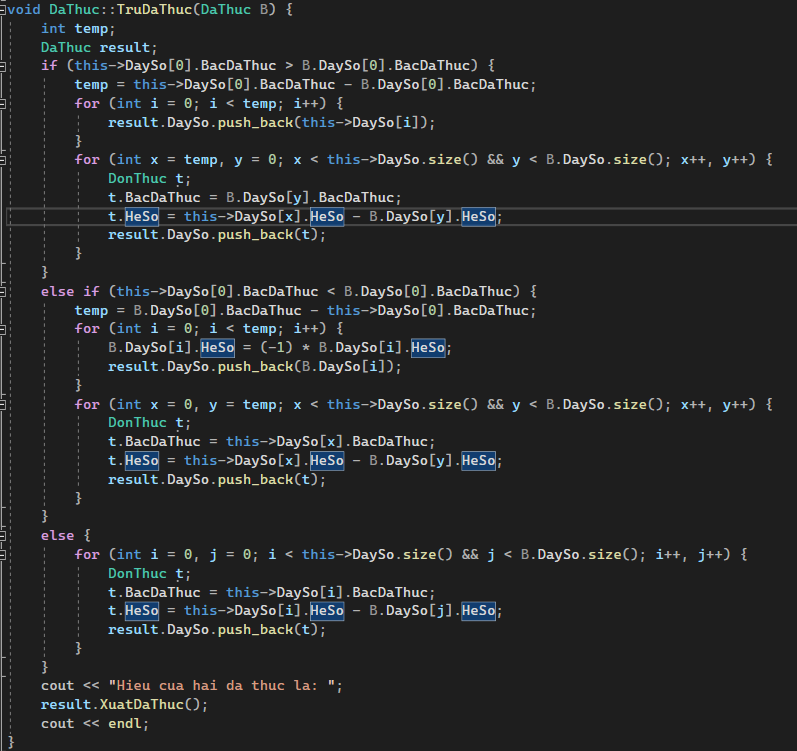 void DaThuc::TruDaThuc(DaThuc B) {
    int temp;
    DaThuc result;
    if (this->DaySo[0].BacDaThuc > B.DaySo[0].BacDaThuc) {
        temp = this->DaySo[0].BacDaThuc - B.DaySo[0].BacDaThuc;
        for (int i = 0; i < temp; i++) {
            result.DaySo.push_back(this->DaySo[i]);
        }
        for (int x = temp, y = 0; x < this->DaySo.size() && y < B.DaySo.size(); x++, y++) {
            DonThuc t;
            t.BacDaThuc = B.DaySo[y].BacDaThuc;
            t.HeSo = this->DaySo[x].HeSo - B.DaySo[y].HeSo;
            result.DaySo.push_back(t);
        }
    }
    else if (this->DaySo[0].BacDaThuc < B.DaySo[0].BacDaThuc) {
        temp = B.DaySo[0].BacDaThuc - this->DaySo[0].BacDaThuc;
        for (int i = 0; i < temp; i++) {
            B.DaySo[i].HeSo = (-1) * B.DaySo[i].HeSo;
            result.DaySo.push_back(B.DaySo[i]);
        }
        for (int x = 0, y = temp; x < this->DaySo.size() && y < B.DaySo.size(); x++, y++) {
            DonThuc t;
            t.BacDaThuc = this->DaySo[x].BacDaThuc;
            t.HeSo = this->DaySo[x].HeSo - B.DaySo[y].HeSo;
            result.DaySo.push_back(t);
        }
    }
    else {
        for (int i = 0, j = 0; i < this->DaySo.size() && j < B.DaySo.size(); i++, j++) {
            DonThuc t;
            t.BacDaThuc = this->DaySo[i].BacDaThuc;
            t.HeSo = this->DaySo[i].HeSo - B.DaySo[j].HeSo;
            result.DaySo.push_back(t);
        }
    }
    cout << "Hieu cua hai da thuc la: ";
    result.XuatDaThuc();
    cout << endl;
}